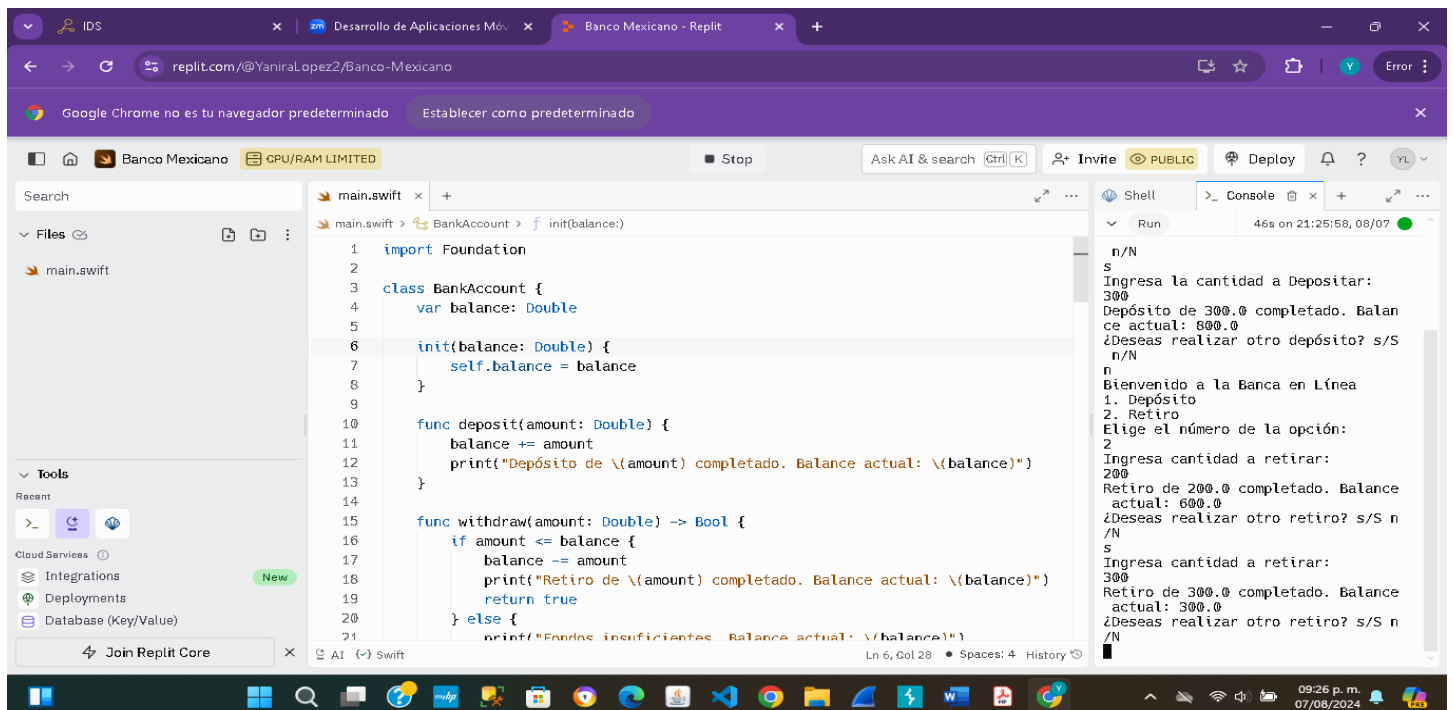 IDS
zm Desarrollo de Aplicaciones Móv
Banco Mexicano - Replit
replit.com/@YaniraLopez2/Banco-Mexicano
Y
Error
Google Chrome no es tu navegador predeterminado
Establecer como predeterminado
Banco Mexicano
CPU/RAM LIMITED
Stop
Ask AI & search Ctrl K
Invite
PUBLIC
Deploy
?
YL
Search
Files
main.swift
Tools
Recent
Cloud Services
Integrations
New
Deployments
Database (Key/Value)
Join Replit Core
main.swift
main.swift > BankAccount > f init(balance:)
1 import Foundation
2
3 class BankAccount {
4 var balance: Double
5
6 init(balance: Double) {
7 self.balance = balance
8 }
9
10 func deposit(amount: Double) {
11 balance += amount
12 print("Depósito de \(amount) completado. Balance actual: \(balance)")
13 }
14
15 func withdraw(amount: Double) -> Bool {
16 if amount <= balance {
17 balance -= amount
18 print("Retiro de \(amount) completado. Balance actual: \(balance)")
19 return true
20 } else {
21 print("Fondos insuficientes. Balance actual: \(balance)")
AI {} Swift
Ln 6, Col 28 • Spaces: 4 History
Shell
>_ Console
Run
46s on 21:25:58, 08/07
n/N
s
Ingresa la cantidad a Depositar:
300
Depósito de 300.0 completado. Balan
ce actual: 800.0
¿Deseas realizar otro depósito? s/S
n/N
n
Bienvenido a la Banca en Línea
1. Depósito
2. Retiro
Elige el número de la opción:
2
Ingresa cantidad a retirar:
200
Retiro de 200.0 completado. Balance
actual: 600.0
¿Deseas realizar otro retiro? s/S n
/N
s
Ingresa cantidad a retirar:
300
Retiro de 300.0 completado. Balance
actual: 300.0
¿Deseas realizar otro retiro? s/S n
/N
myhp
09:26 p. m.
07/08/2024
PRE